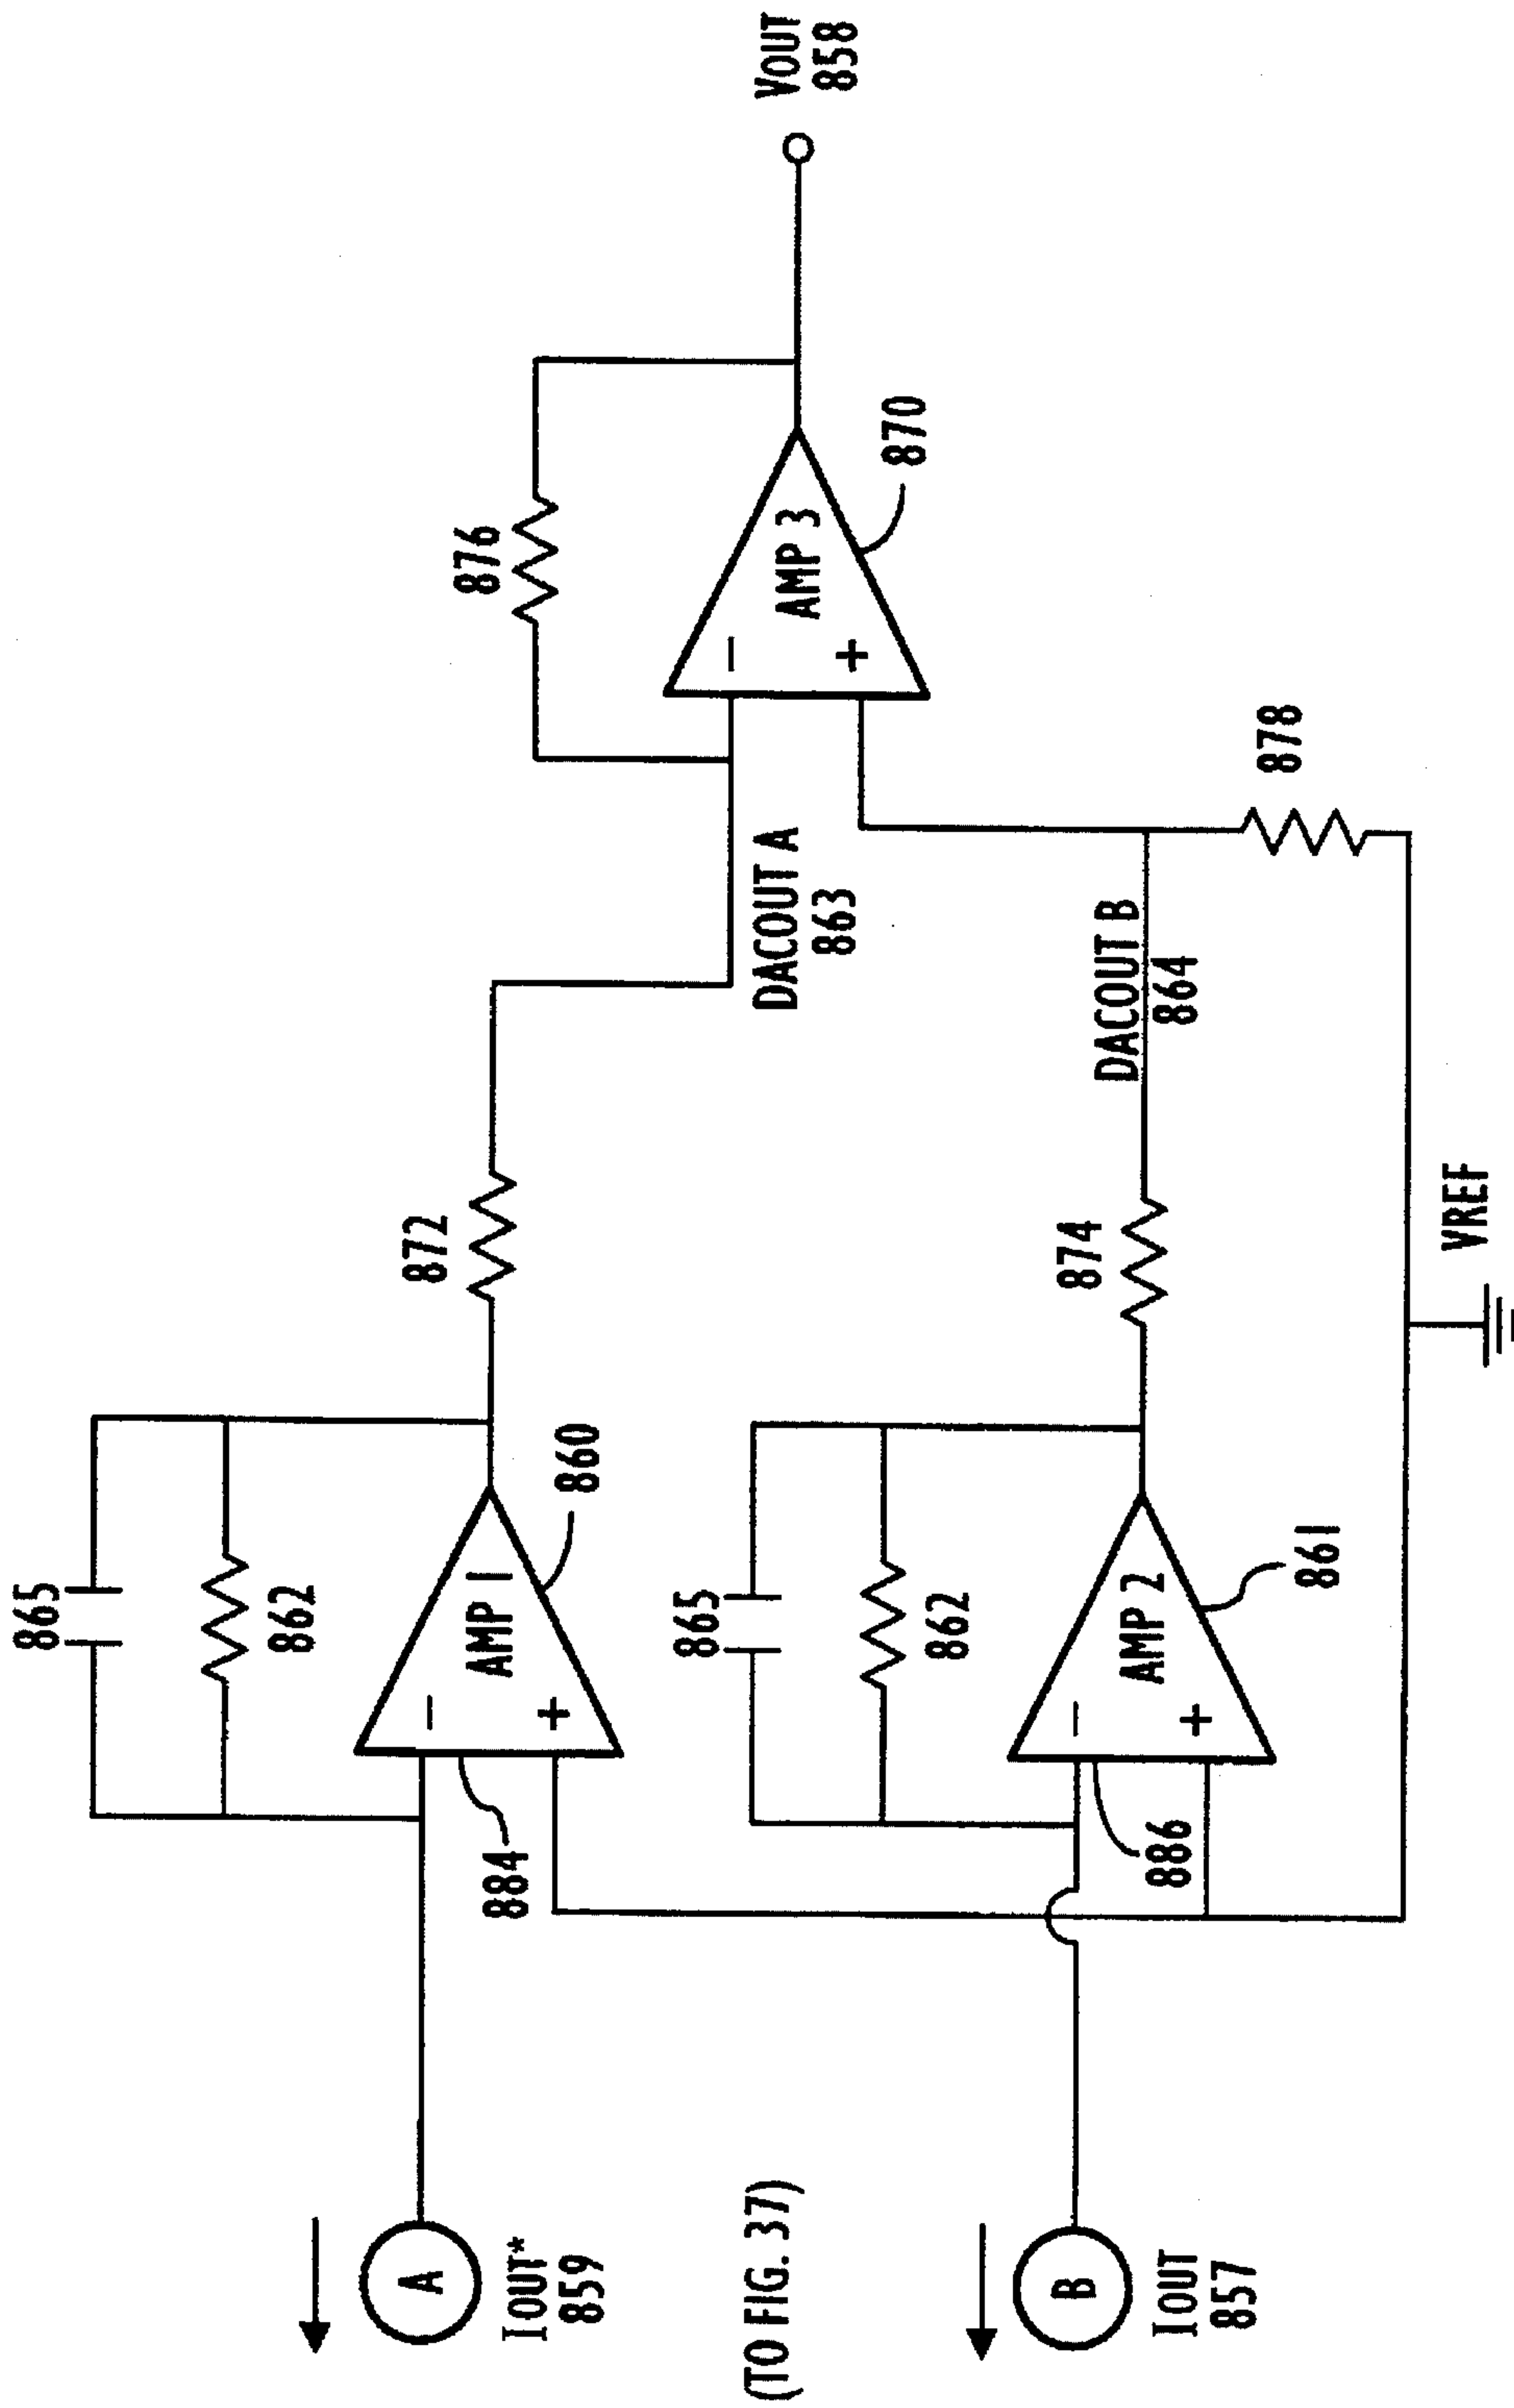 865
862
−
+
AMP 1
884
860
872
876
−
+
AMP 3
870
VOUT
858
DACOUT A
863
A
IOUT*
859
(TO FIG. 37)
865
862
−
+
AMP 2
886
861
874
DACOUT B
864
878
B
IOUT
857
VREF